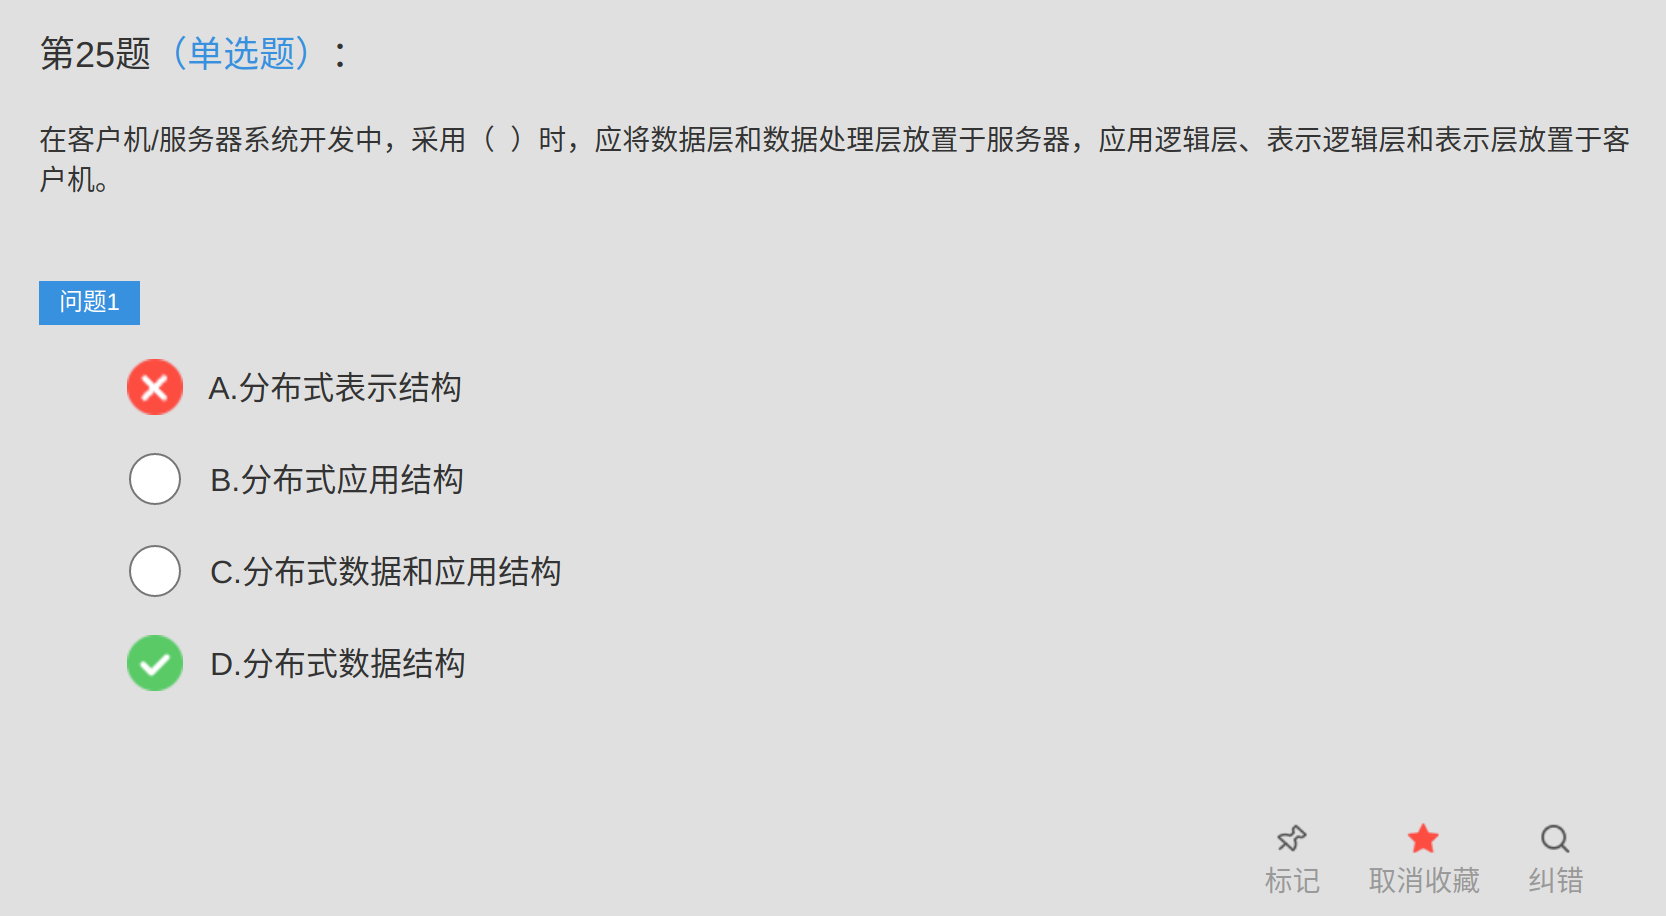 第25题（单选题）：
在客户机/服务器系统开发中，采用（ ）时，应将数据层和数据处理层放置于服务器，应用逻辑层、表示逻辑层和表示层放置于客
户机。
问题1
A.分布式表示结构
B.分布式应用结构
C.分布式数据和应用结构
D.分布式数据结构
标记 取消收藏 纠错